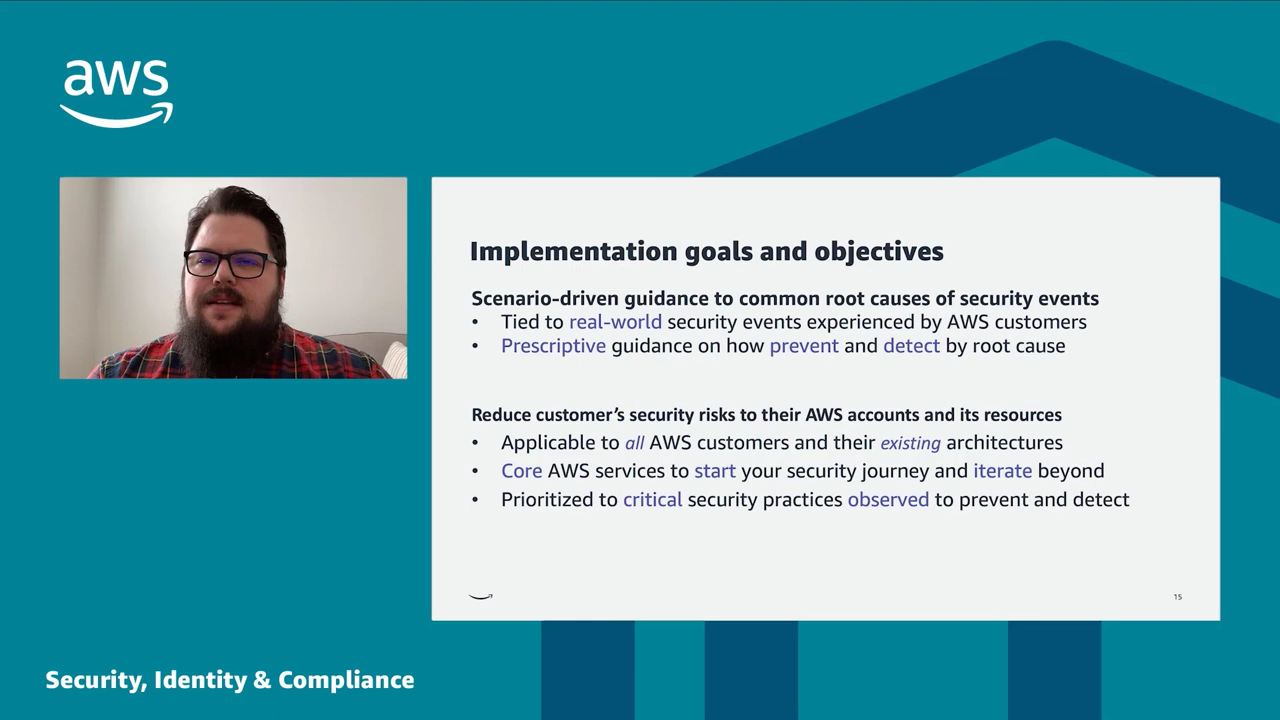 aws
Implementation goals and objectives
Scenario-driven guidance to common root causes of security events
• Tied to real-world security events experienced by AWS customers
• Prescriptive guidance on how prevent and detect by root cause
Reduce customer’s security risks to their AWS accounts and its resources
• Applicable to all AWS customers and their existing architectures
• Core AWS services to start your security journey and iterate beyond
• Prioritized to critical security practices observed to prevent and detect
15
Security, Identity & Compliance